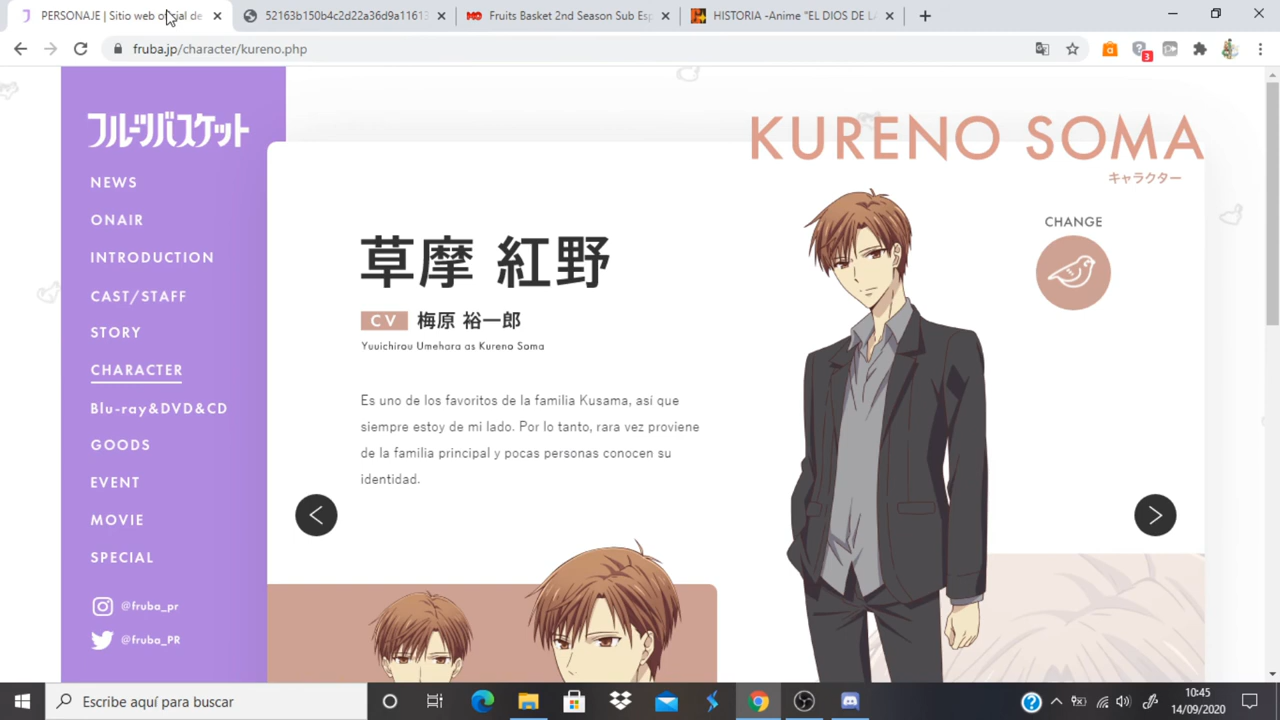 PERSONAJE | Sitio web oficial de
52163b150b4c2d22a36d9a11613
Fruits Basket 2nd Season Sub Esp
HISTORIA -Anime "EL DIOS DE LA
fruba.jp/character/kureno.php
3
フルーツバスケット
NEWS
ONAIR
INTRODUCTION
CAST/STAFF
STORY
CHARACTER
Blu-ray&DVD&CD
GOODS
EVENT
MOVIE
SPECIAL
@fruba_pr
@fruba_PR
KURENO SOMA
キャラクター
CHANGE
草摩 紅野
CV 梅原 裕一郎
Yuuichirou Umehara as Kureno Soma
Es uno de los favoritos de la familia Kusama, así que
siempre estoy de mi lado. Por lo tanto, rara vez proviene
de la familia principal y pocas personas conocen su
identidad.
Escribe aquí para buscar
10:45
14/09/2020